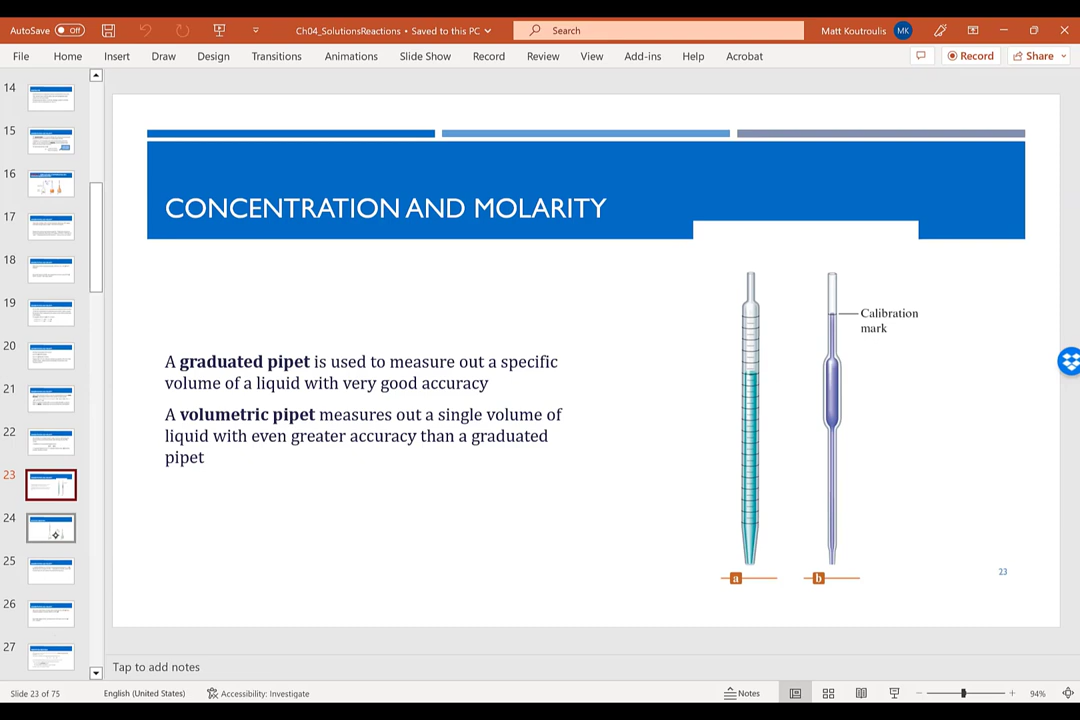 AutoSave Off
Ch04_SolutionsReactions • Saved to this PC
Search
Matt Koutroulis MK
File Home Insert Draw Design Transitions Animations Slide Show Record Review View Add-ins Help Acrobat Record Share
14
15
16
17
18
19
20
21
22
23
24
25
26
27
CONCENTRATION AND MOLARITY
A graduated pipet is used to measure out a specific
volume of a liquid with very good accuracy
A volumetric pipet measures out a single volume of
liquid with even greater accuracy than a graduated
pipet
Calibration
mark
a
b
23
Tap to add notes
Slide 23 of 75 English (United States) Accessibility: Investigate Notes 94%